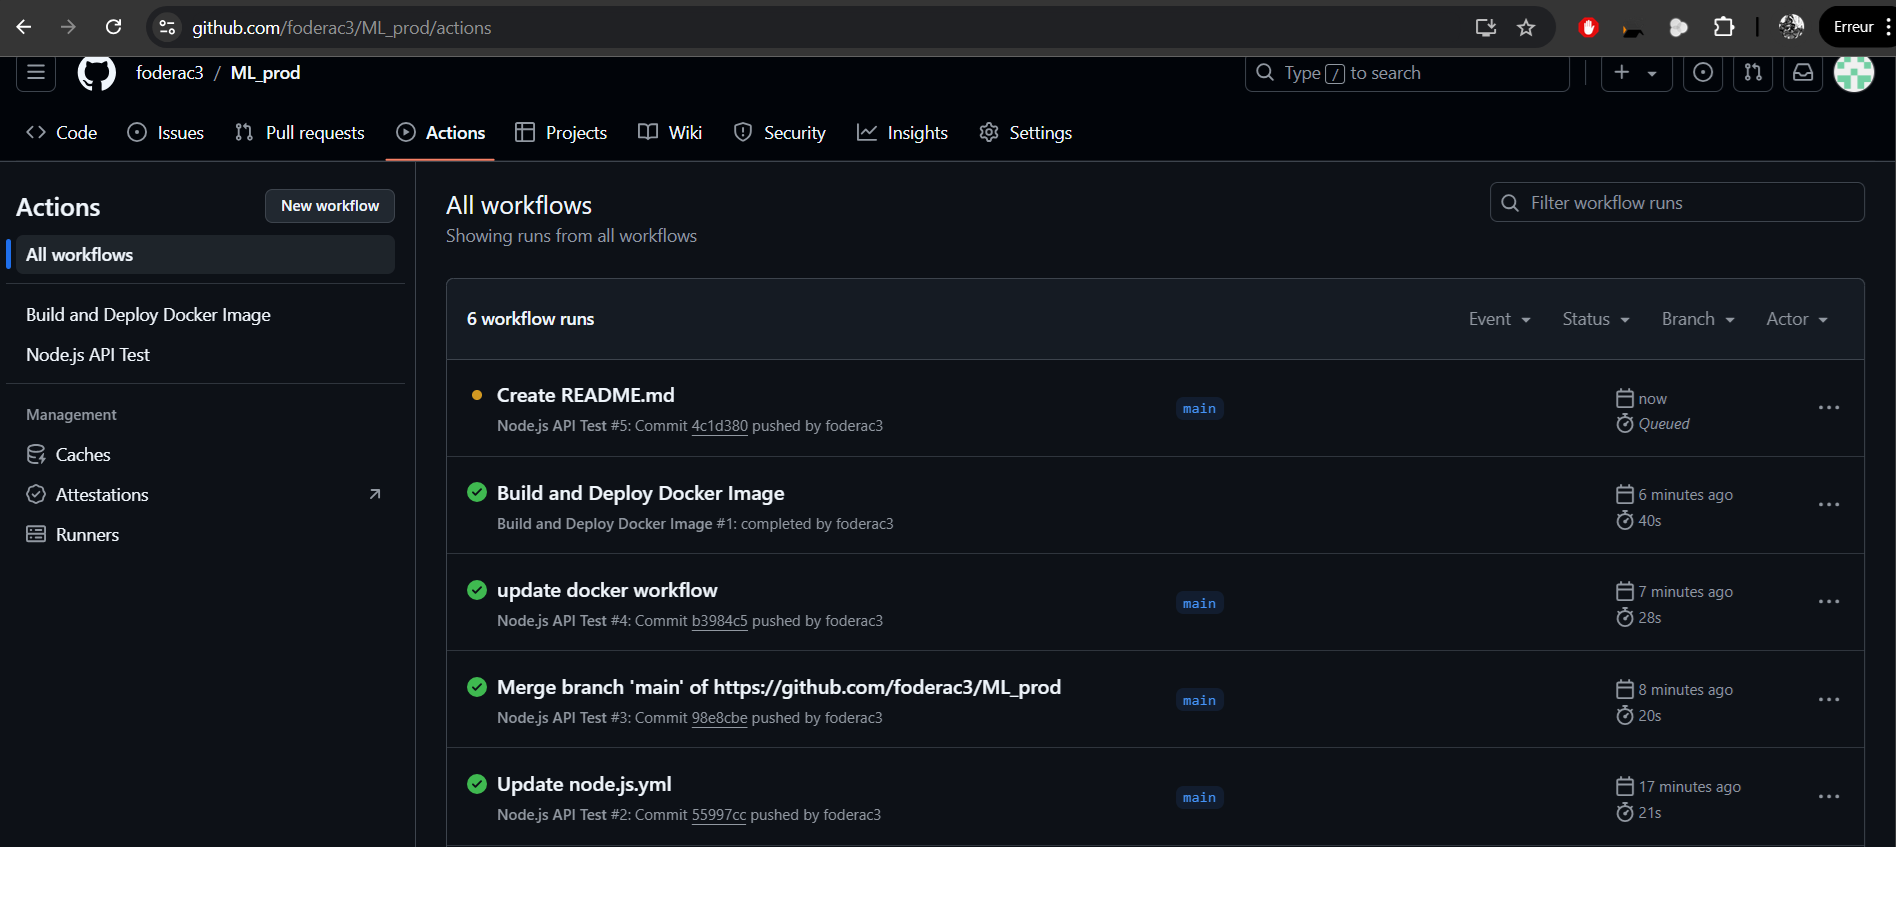 github.com/foderac3/ML_prod/actions
Erreur
foderac3 / ML_prod
Type / to search
Code
Issues
Pull requests
Actions
Projects
Wiki
Security
Insights
Settings
Actions
New workflow
All workflows
Build and Deploy Docker Image
Node.js API Test
Management
Caches
Attestations
Runners
All workflows
Showing runs from all workflows
Filter workflow runs
6 workflow runs
Event
Status
Branch
Actor
Create README.md
Node.js API Test #5: Commit 4c1d380 pushed by foderac3
main
now
Queued
Build and Deploy Docker Image
Build and Deploy Docker Image #1: completed by foderac3
6 minutes ago
40s
update docker workflow
Node.js API Test #4: Commit b3984c5 pushed by foderac3
main
7 minutes ago
28s
Merge branch 'main' of https://github.com/foderac3/ML_prod
Node.js API Test #3: Commit 98e8cbe pushed by foderac3
main
8 minutes ago
20s
Update node.js.yml
Node.js API Test #2: Commit 55997cc pushed by foderac3
main
17 minutes ago
21s